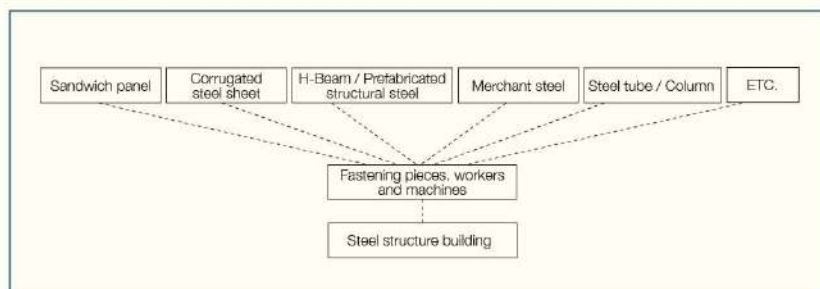 Sandwich panel
Corrugated
steel sheet
H-Beam / Prefabricated
structural steel
Merchant steel
Steel tube / Column
ETC.
Fastening pieces, workers
and machines
Steel structure building